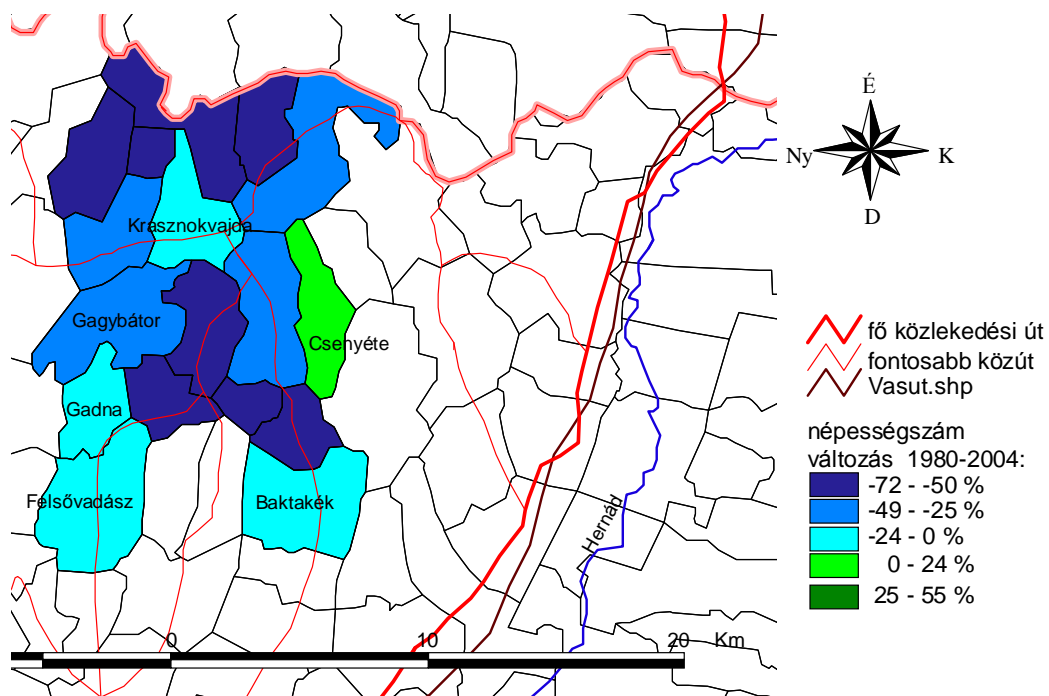 Krasznokvajda
Gagybátor
Csenyéte
Gadna
Felsővadász
Baktakék
Hernád
0
10
20
Km
É
Ny
K
D
fő közlekedési út
fontosabb közút
Vasut.shp
népességszám
változás 1980-2004:
-72 - -50 %
-49 - -25 %
-24 - 0 %
0 - 24 %
25 - 55 %